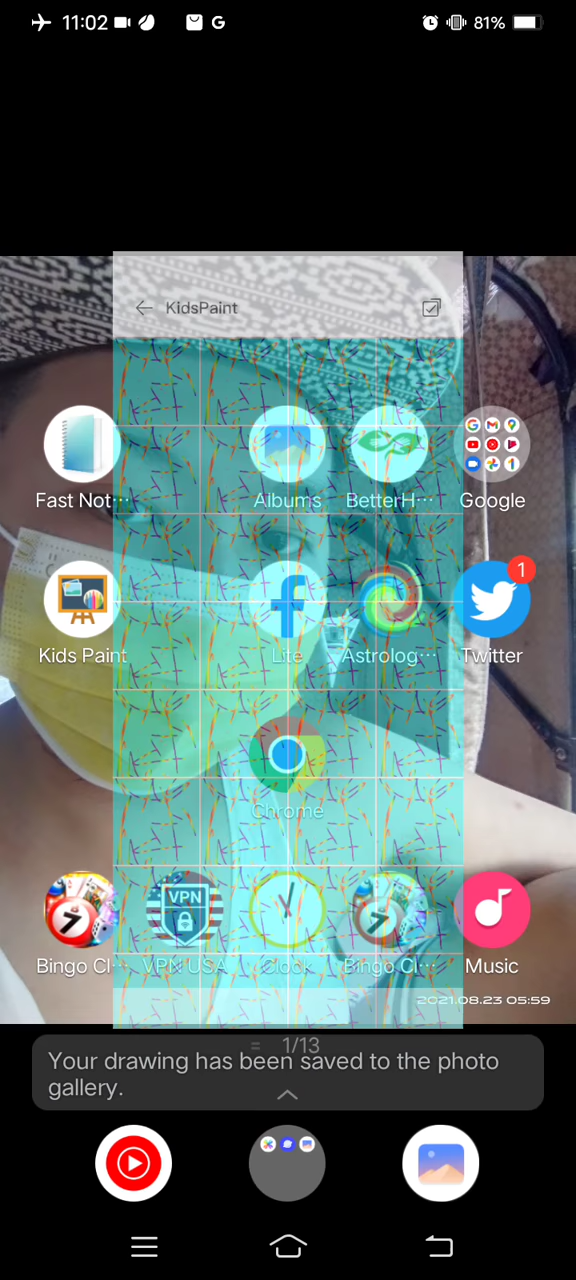 11:02
G
81%
KidsPaint
Fast Not···
Albums
BetterH···
Google
Kids Paint
Lite
Astrolog···
1
Twitter
Chrome
Bingo Cl···
VPN
VPN USA
Clock
Bingo Cl···
Music
2021.08.23 05:59
1/13
Your drawing has been saved to the photo
gallery.